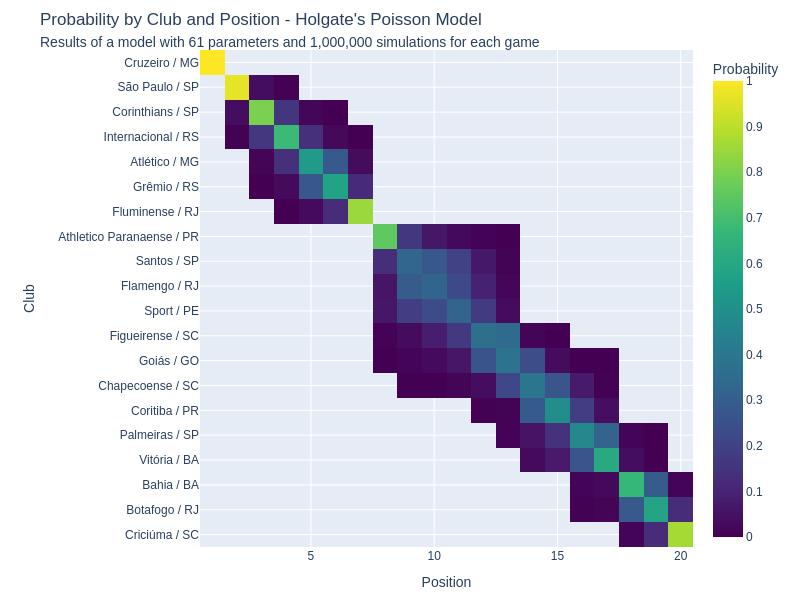 Probability by Club and Position - Holgate's Poisson Model
Results of a model with 61 parameters and 1,000,000 simulations for each game
Probability
Club
Cruzeiro / MG
São Paulo / SP
Corinthians / SP
Internacional / RS
Atlético / MG
Grêmio / RS
Fluminense / RJ
Athletico Paranaense / PR
Santos / SP
Flamengo / RJ
Sport / PE
Figueirense / SC
Goiás / GO
Chapecoense / SC
Coritiba / PR
Palmeiras / SP
Vitória / BA
Bahia / BA
Botafogo / RJ
Criciúma / SC
1
0.9
0.8
0.7
0.6
0.5
0.4
0.3
0.2
0.1
0
5 10 15 20
Position